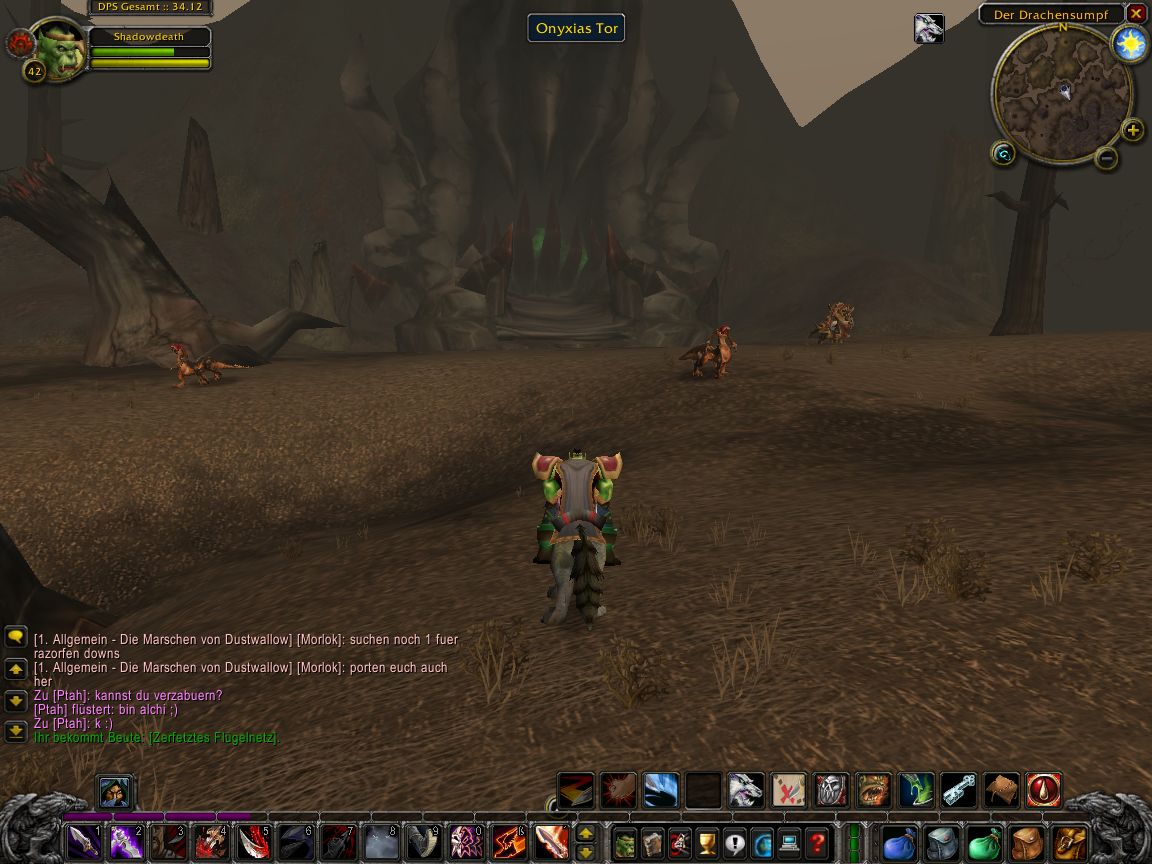 DPS Gesamt :: 34.12
Shadowdeath
42
Onyxias Tor
Der Drachensumpf
N
[1. Allgemein - Die Marschen von Dustwallow] [Morlok]: suchen noch 1 fuer
razorfen downs
[1. Allgemein - Die Marschen von Dustwallow] [Morlok]: porten euch auch
her
Zu [Ptah]: kannst du verzabuern?
[Ptah] flüstert: bin alchi ;)
Zu [Ptah]: k :)
Ihr bekommt Beute: [Zerfetztes Flügelnetz].
2 3 4 5 6 7 8 9 0 ß